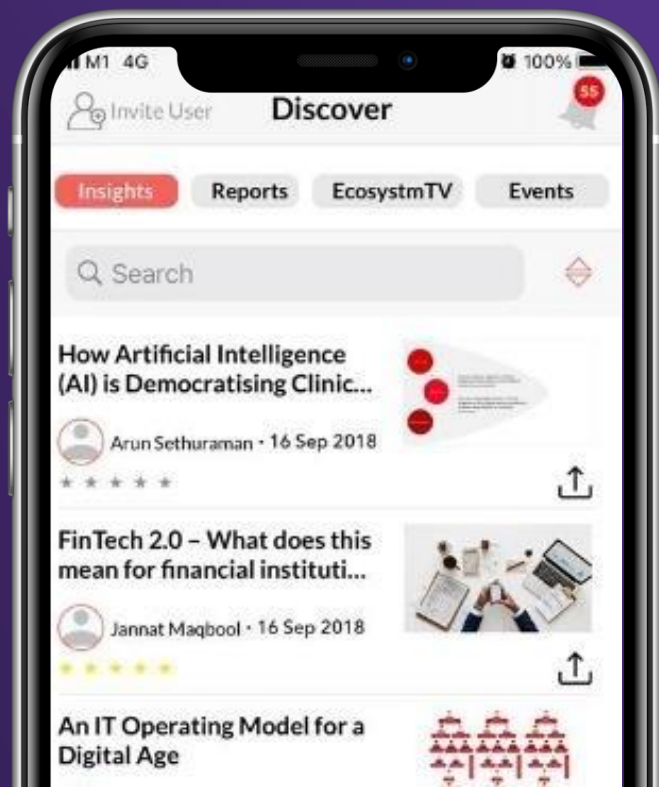 M1 4G 100%
Invite User Discover 55
Insights Reports EcosystmTV Events
Search
How Artificial Intelligence
(AI) is Democratising Clinic...
Arun Sethuraman · 16 Sep 2018
FinTech 2.0 – What does this
mean for financial instituti...
Jannat Maqbool · 16 Sep 2018
An IT Operating Model for a
Digital Age